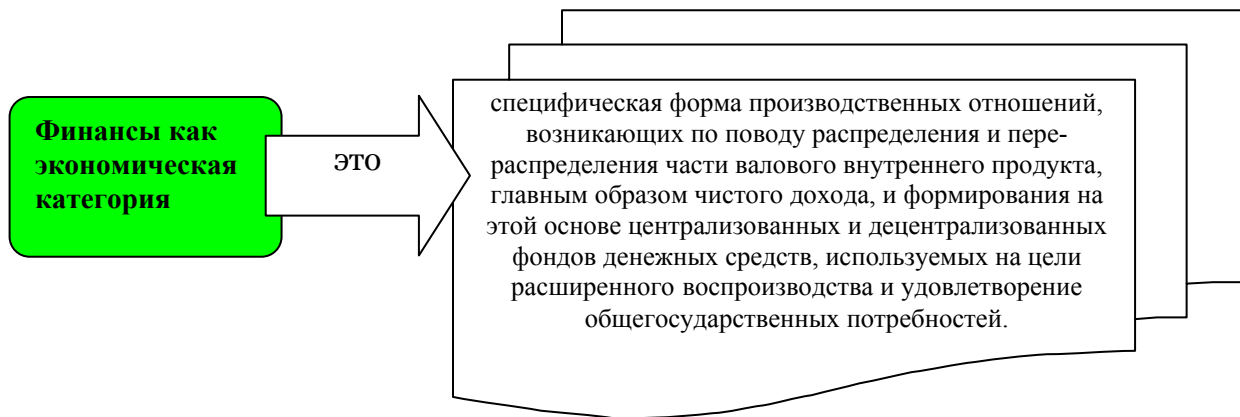 Финансы как
экономическая
категория
ЭТО
специфическая форма производственных отношений,
возникающих по поводу распределения и пере-
распределения части валового внутреннего продукта,
главным образом чистого дохода, и формирования на
этой основе централизованных и децентрализованных
фондов денежных средств, используемых на цели
расширенного воспроизводства и удовлетворение
общегосударственных потребностей.